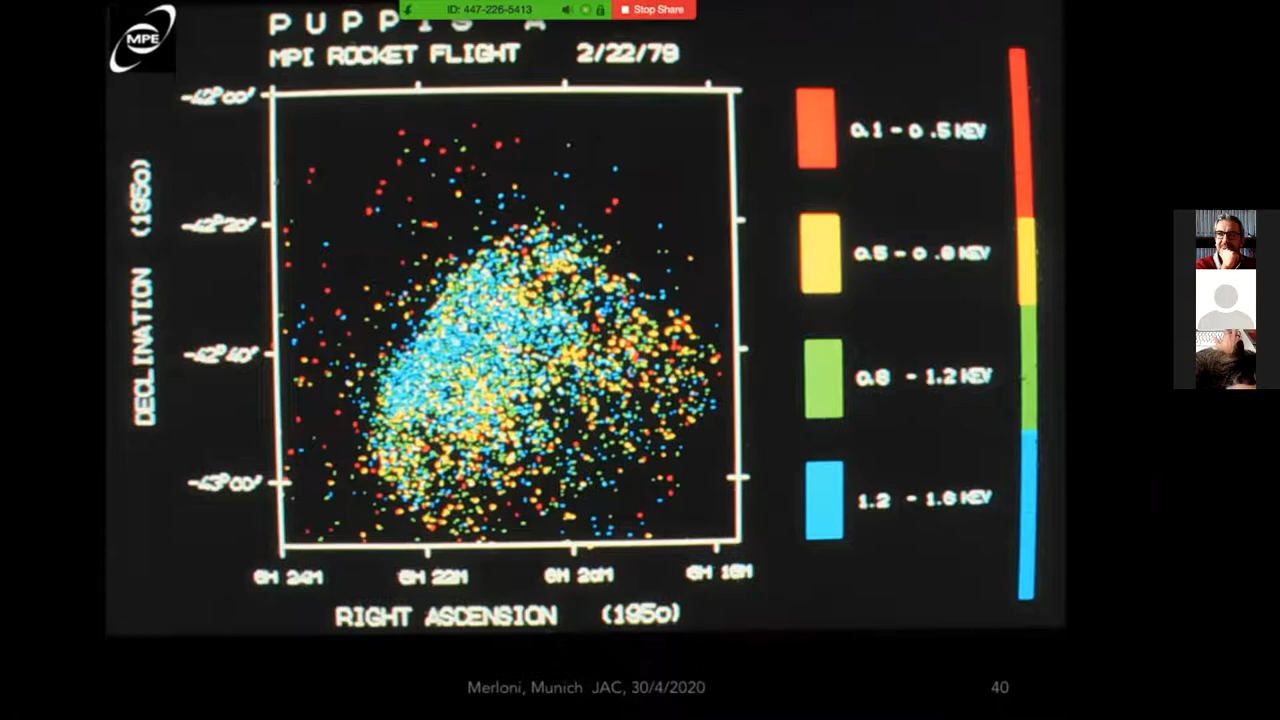 ID: 447-226-5413
Stop Share
MPE
PUPPIS A
MPI ROCKET FLIGHT 2/22/79
-42°00'
-42°20'
-42°40'
-43°00'
DECLINATION (1950)
8H 24M
8H 22M
8H 20M
8H 18M
RIGHT ASCENSION (1950)
0.1 - 0.5 KEV
0.5 - 0.8 KEV
0.8 - 1.2 KEV
1.2 - 1.6 KEV
Merloni, Munich JAC, 30/4/2020
40